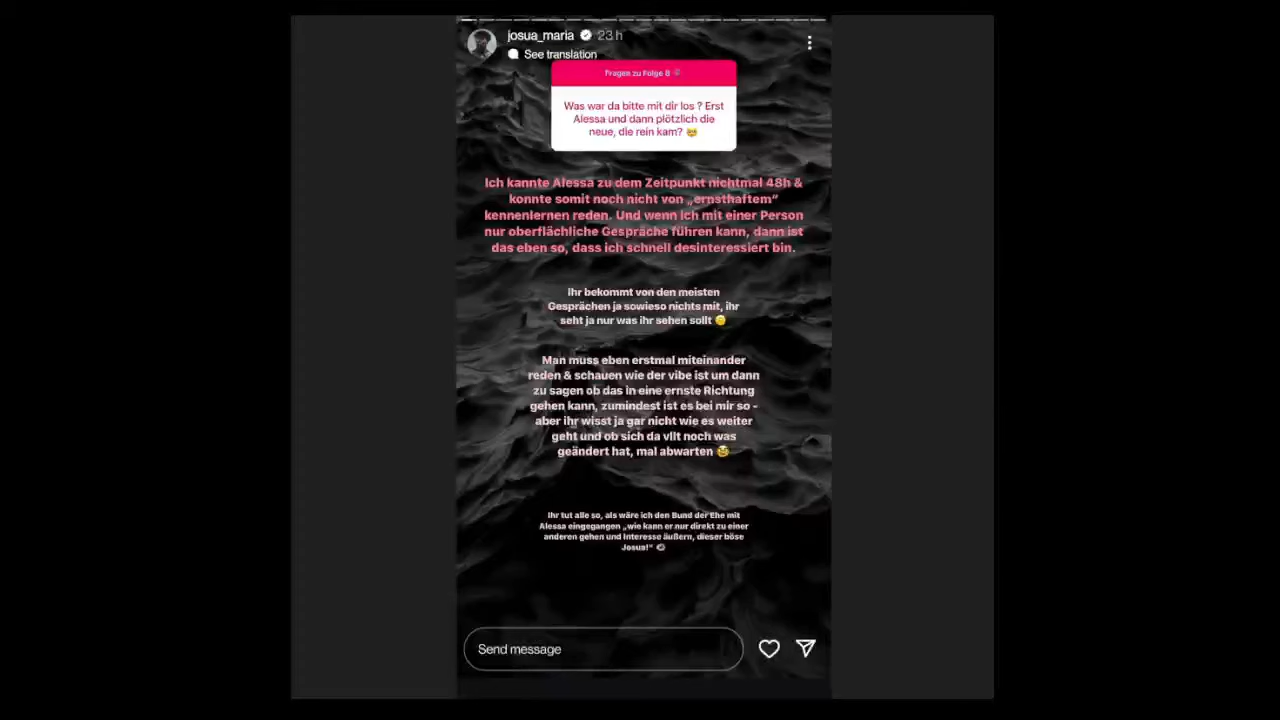 josua_maria 23 h
See translation
Fragen zu Folge 8
Was war da bitte mit dir los ? Erst
Alessa und dann plötzlich die
neue, die rein kam? 🤓
Ich kannte Alessa zu dem Zeitpunkt nichtmal 48h &
konnte somit noch nicht von „ernsthaftem“
kennenlernen reden. Und wenn ich mit einer Person
nur oberflächliche Gespräche führen kann, dann ist
das eben so, dass ich schnell desinteressiert bin.
Ihr bekommt von den meisten
Gesprächen ja sowieso nichts mit, ihr
seht ja nur was ihr sehen sollt
Man muss eben erstmal miteinander
reden & schauen wie der vibe ist um dann
zu sagen ob das in eine ernste Richtung
gehen kann, zumindest ist es bei mir so -
aber ihr wisst ja gar nicht wie es weiter
geht und ob sich da vllt noch was
geändert hat, mal abwarten
Ihr tut alle so, als wäre ich den Bund der Ehe mit
Alessa eingegangen „wie kann er nur direkt zu einer
anderen gehen und Interesse äußern, dieser böse
Josua!“
Send message